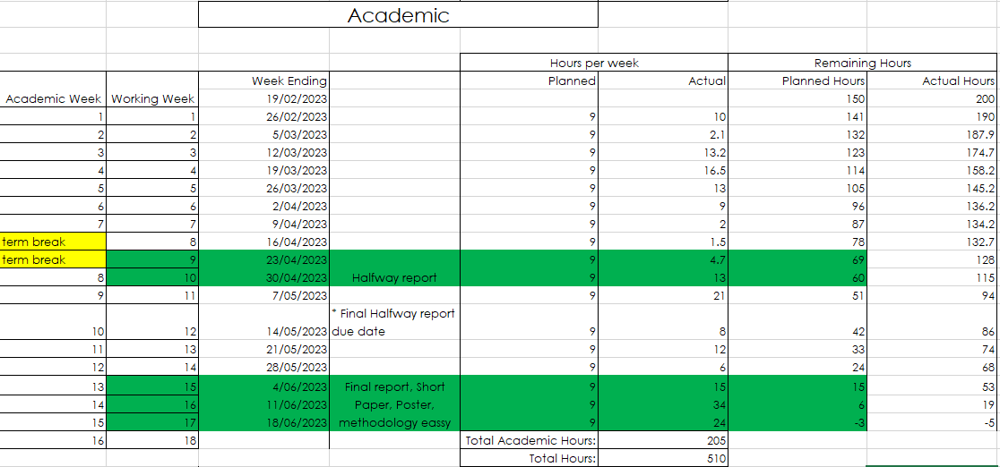 Academic
Hours per week Remaining Hours
Week Ending Planned Actual Planned Hours Actual Hours
Academic Week Working Week 19/02/2023 150 200
1 1 26/02/2023 9 10 141 190
2 2 5/03/2023 9 2.1 132 187.9
3 3 12/03/2023 9 13.2 123 174.7
4 4 19/03/2023 9 16.5 114 158.2
5 5 26/03/2023 9 13 105 145.2
6 6 2/04/2023 9 9 96 136.2
7 7 9/04/2023 9 2 87 134.2
term break 8 16/04/2023 9 1.5 78 132.7
term break 9 23/04/2023 9 4.7 69 128
8 10 30/04/2023 Halfway report 9 13 60 115
9 11 7/05/2023 9 21 51 94
* Final Halfway report
10 12 14/05/2023 due date 9 8 42 86
11 13 21/05/2023 9 12 33 74
12 14 28/05/2023 9 6 24 68
13 15 4/06/2023 Final report, Short 9 15 15 53
14 16 11/06/2023 Paper, Poster, 9 34 6 19
15 17 18/06/2023 methodology eassy 9 24 -3 -5
16 18 Total Academic Hours: 205
Total Hours: 510